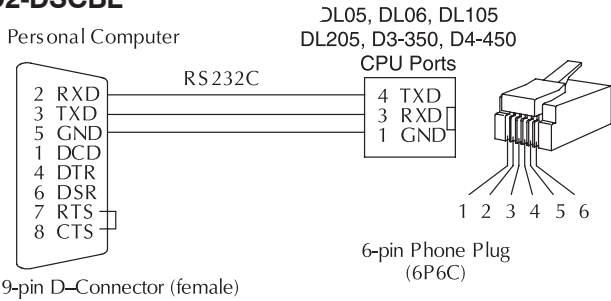 Personal Computer
DL05, DL06, DL105
DL205, D3-350, D4-450
CPU Ports
RS232C
2 RXD
3 TXD
5 GND
1 DCD
4 DTR
6 DSR
7 RTS
8 CTS
4 TXD
3 RXD
1 GND
1 2 3 4 5 6
6-pin Phone Plug
(6P6C)
9-pin D–Connector (female)